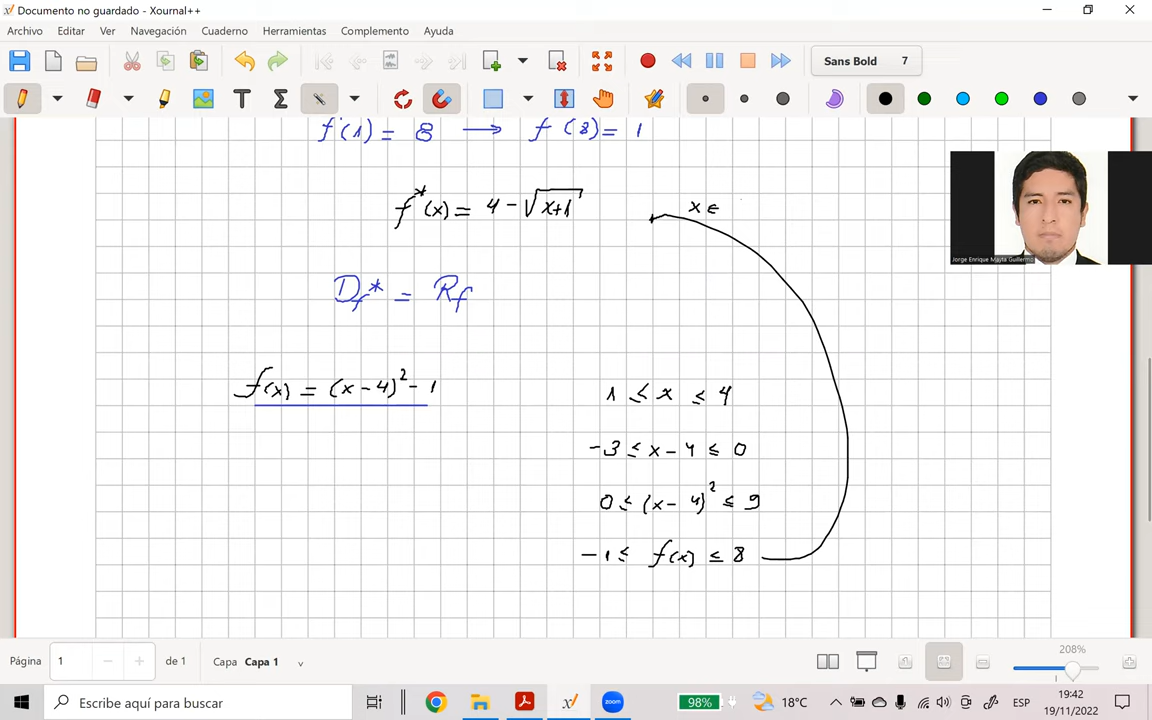 Documento no guardado - Xournal++
Archivo Editar Ver Navegación Cuaderno Herramientas Complemento Ayuda
Sans Bold 7
f(1) = 8 → f(8) = 1
f*(x) = 4 - √x+1 x ∈
Jorge Enrique Mayta Guillermo
Df* = Rf
f(x) = (x-4)² - 1
1 ≤ x ≤ 4
-3 ≤ x - 4 ≤ 0
0 ≤ (x - 4)² ≤ 9
-1 ≤ f(x) ≤ 8
Página 1 de 1 Capa Capa 1
208%
Escribe aquí para buscar
98%
18°C
ESP
19:42
19/11/2022